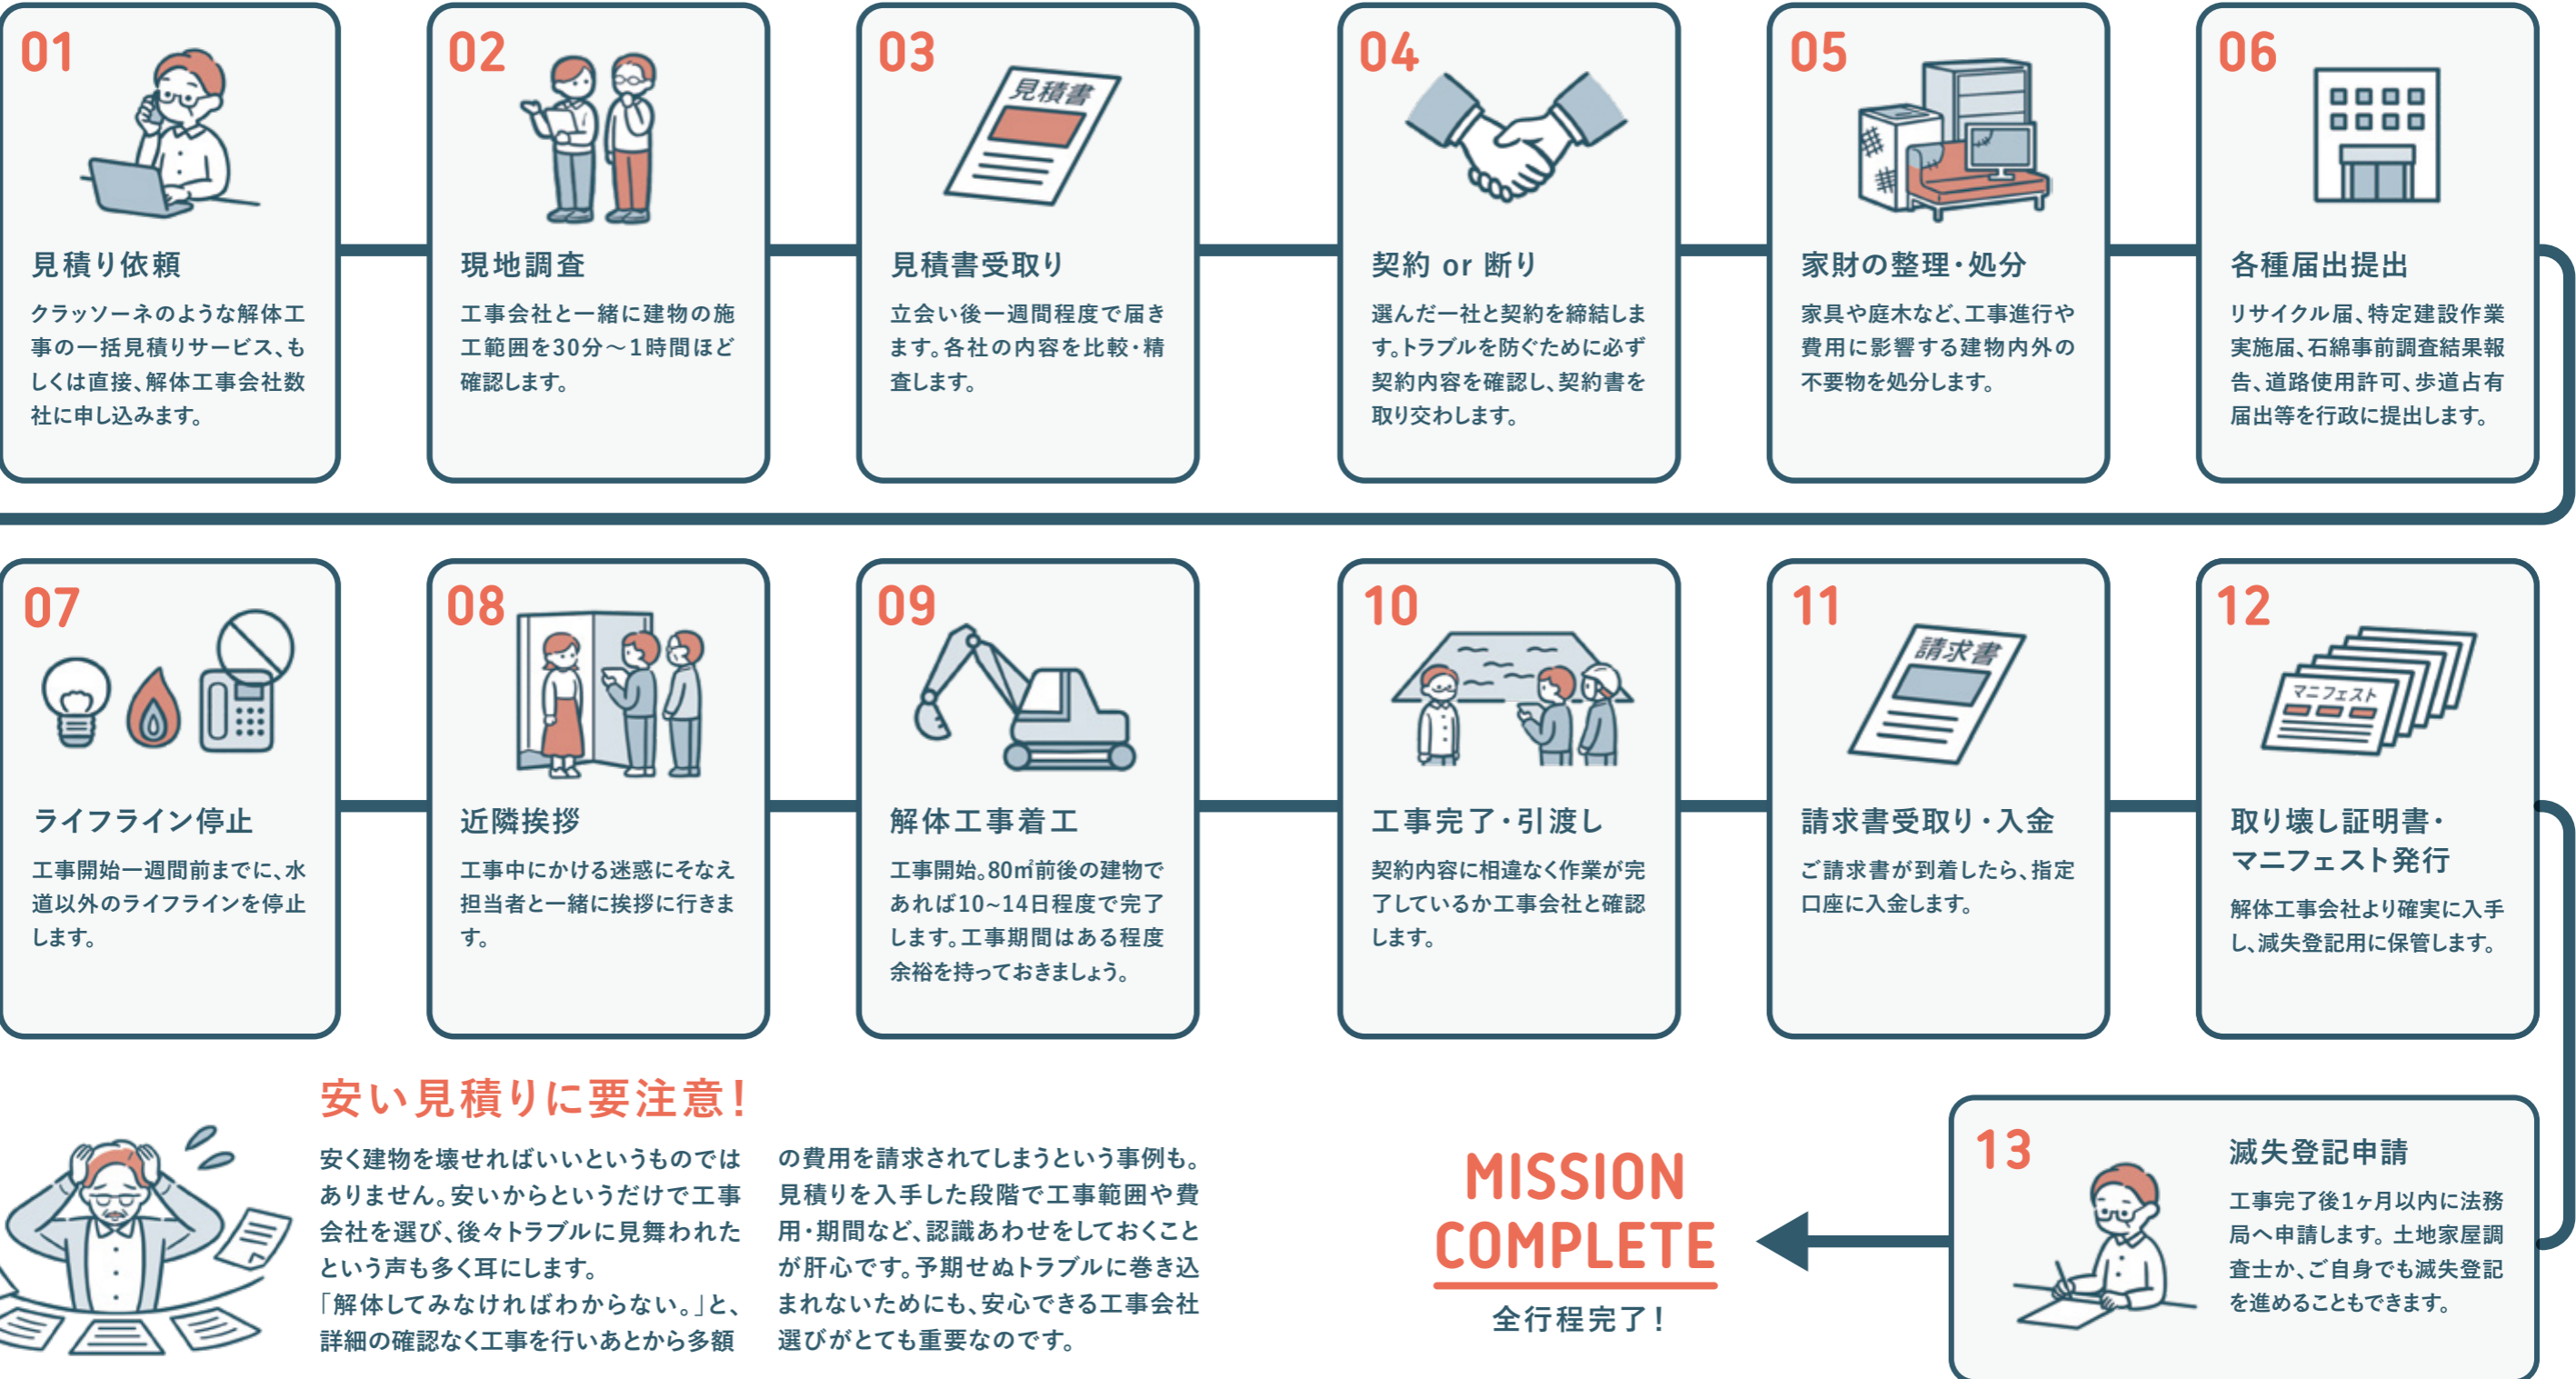 01
見積書
見積り依頼
クラッソーネのような解体工
事の一括見積りサービス、も
しくは直接、解体工事会社数
社に申し込みます。
02
現地調査
工事会社と一緒に建物の施
工範囲を30分〜1時間ほど
確認します。
03
見積書受取り
立会い後一週間程度で届き
ます。各社の内容を比較・精
査します。
04
契約 or 断り
選んだ一社と契約を締結しま
す。トラブルを防ぐために必ず
契約内容を確認し、契約書を
取り交わします。
05
家財の整理・処分
家具や庭木など、工事進行や
費用に影響する建物内外の
不要物を処分します。
06
各種届出提出
リサイクル届、特定建設作業
実施届、石綿事前調査結果報
告、道路使用許可、歩道占有
届出等を行政に提出します。
07
ライフライン停止
工事開始一週間前までに、水
道以外のライフラインを停止
します。
08
近隣挨拶
工事中にかける迷惑にそなえ
担当者と一緒に挨拶に行きま
す。
09
解体工事着工
工事開始。80㎡前後の建物で
あれば10~14日程度で完了
します。工事期間はある程度
余裕を持っておきましょう。
10
工事完了・引渡し
契約内容に相違なく作業が完
了しているか工事会社と確認
します。
11
請求書
請求書受取り・入金
ご請求書が到着したら、指定
口座に入金します。
12
マニフェスト
取り壊し証明書・
マニフェスト発行
解体工事会社より確実に入手
し、滅失登記用に保管します。
13
滅失登記申請
工事完了後1ヶ月以内に法務
局へ申請します。土地家屋調
査士か、ご自身でも滅失登記
を進めることもできます。
MISSION
COMPLETE
全行程完了！
安い見積りに要注意！
安く建物を壊せればいいというものでは
ありません。安いからというだけで工事
会社を選び、後々トラブルに見舞われた
という声も多く耳にします。
「解体してみなければわからない。」と、
詳細の確認なく工事を行いあとから多額
の費用を請求されてしまうという事例も。
見積りを入手した段階で工事範囲や費
用・期間など、認識あわせをしておくこと
が肝心です。予期せぬトラブルに巻き込
まれないためにも、安心できる工事会社
選びがとても重要なのです。